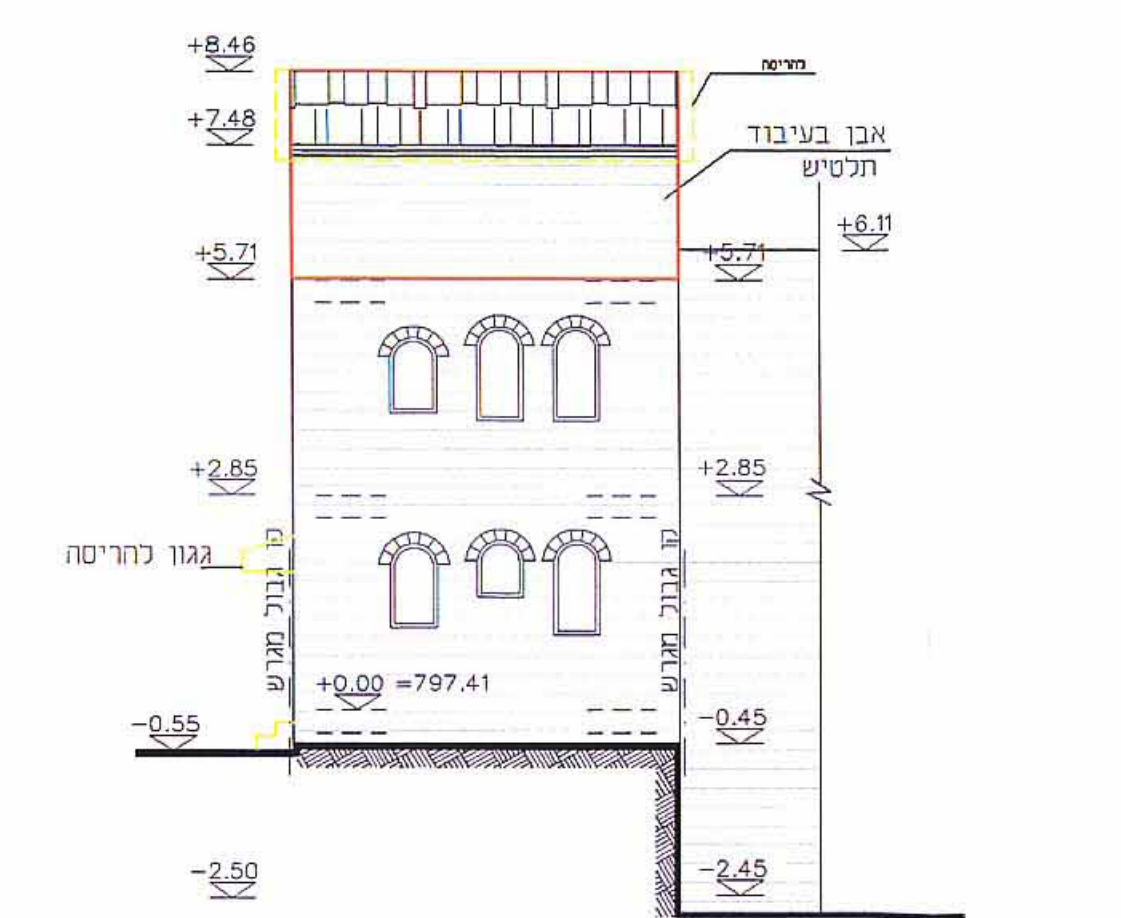 +8.46
להריסה
+7.48
אבן בעיבוד
תלטיש
+6.11
+5.71
+5.71
+2.85
+2.85
גגון להריסה
קו גבול מגרש
קו גבול מגרש
+0.00 =797.41
-0.55
-0.45
-2.50
-2.45